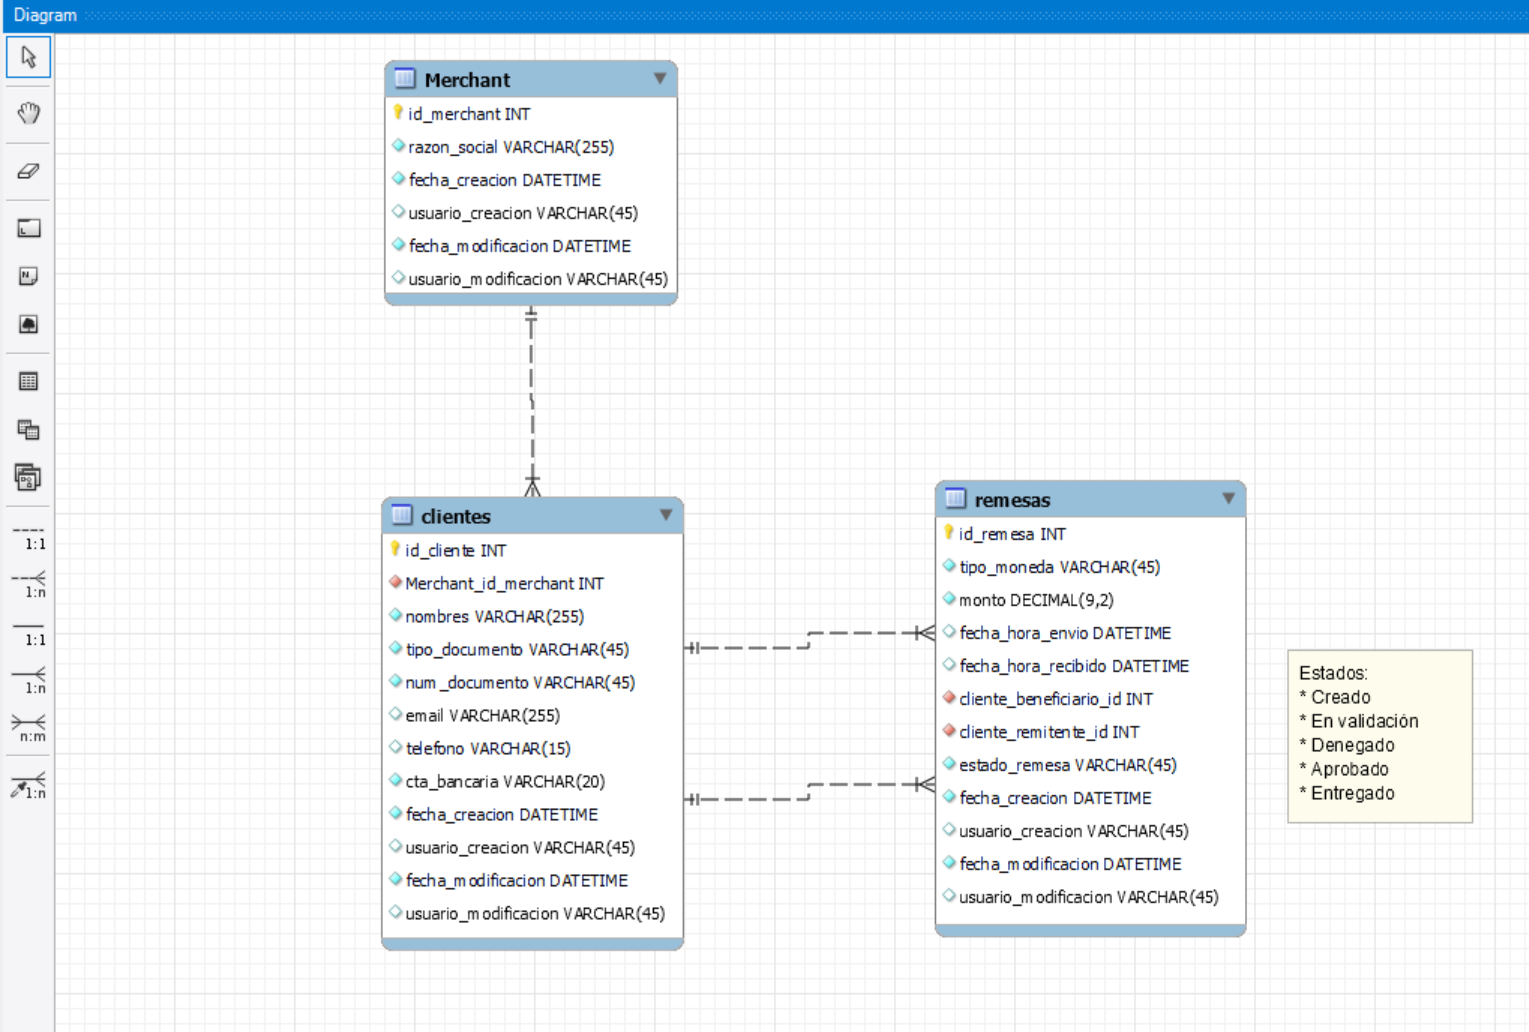 Diagram
Merchant
id_merchant INT
razon_social VARCHAR(255)
fecha_creacion DATETIME
usuario_creacion VARCHAR(45)
fecha_modificacion DATETIME
usuario_modificacion VARCHAR(45)
clientes
id_cliente INT
Merchant_id_merchant INT
nombres VARCHAR(255)
tipo_documento VARCHAR(45)
num_documento VARCHAR(45)
email VARCHAR(255)
telefono VARCHAR(15)
cta_bancaria VARCHAR(20)
fecha_creacion DATETIME
usuario_creacion VARCHAR(45)
fecha_modificacion DATETIME
usuario_modificacion VARCHAR(45)
remesas
id_remesa INT
tipo_moneda VARCHAR(45)
monto DECIMAL(9,2)
fecha_hora_envio DATETIME
fecha_hora_recibido DATETIME
cliente_beneficiario_id INT
cliente_remitente_id INT
estado_remesa VARCHAR(45)
fecha_creacion DATETIME
usuario_creacion VARCHAR(45)
fecha_modificacion DATETIME
usuario_modificacion VARCHAR(45)
Estados:
* Creado
* En validación
* Denegado
* Aprobado
* Entregado
1:1
1:n
1:1
1:n
n:m
1:n